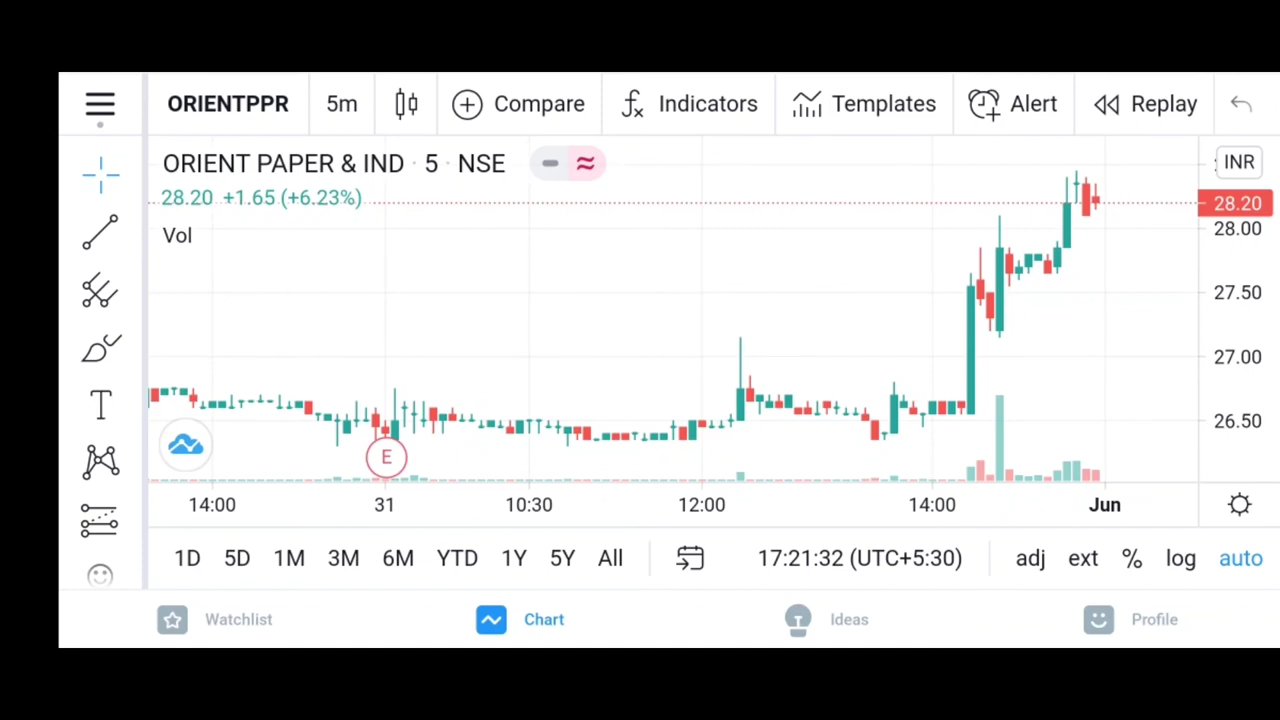 ORIENTPPR 5m Compare Indicators Templates Alert Replay
ORIENT PAPER & IND · 5 · NSE
INR
28.20 +1.65 (+6.23%)
28.20
Vol
28.00
27.50
27.00
26.50
E
14:00 31 10:30 12:00 14:00 Jun
1D 5D 1M 3M 6M YTD 1Y 5Y All 17:21:32 (UTC+5:30) adj ext % log auto
Watchlist Chart Ideas Profile